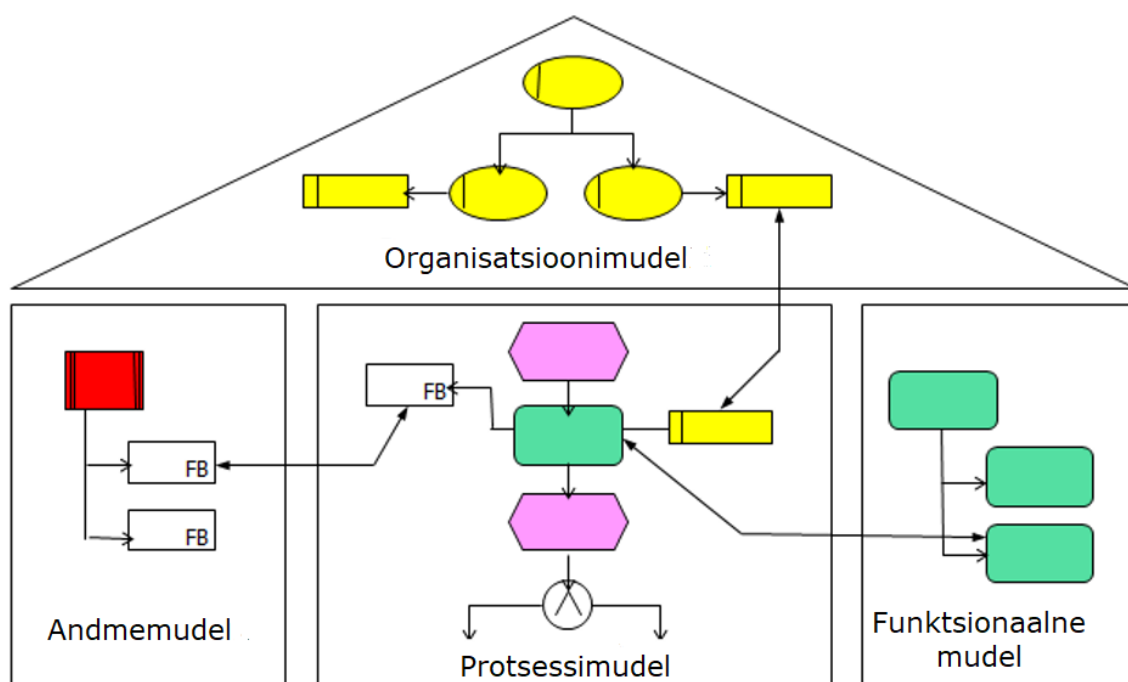 Organisatsioonimudel
FB
FB
FB
Andmemudel
Protsessimudel
Funktsionaalne
mudel